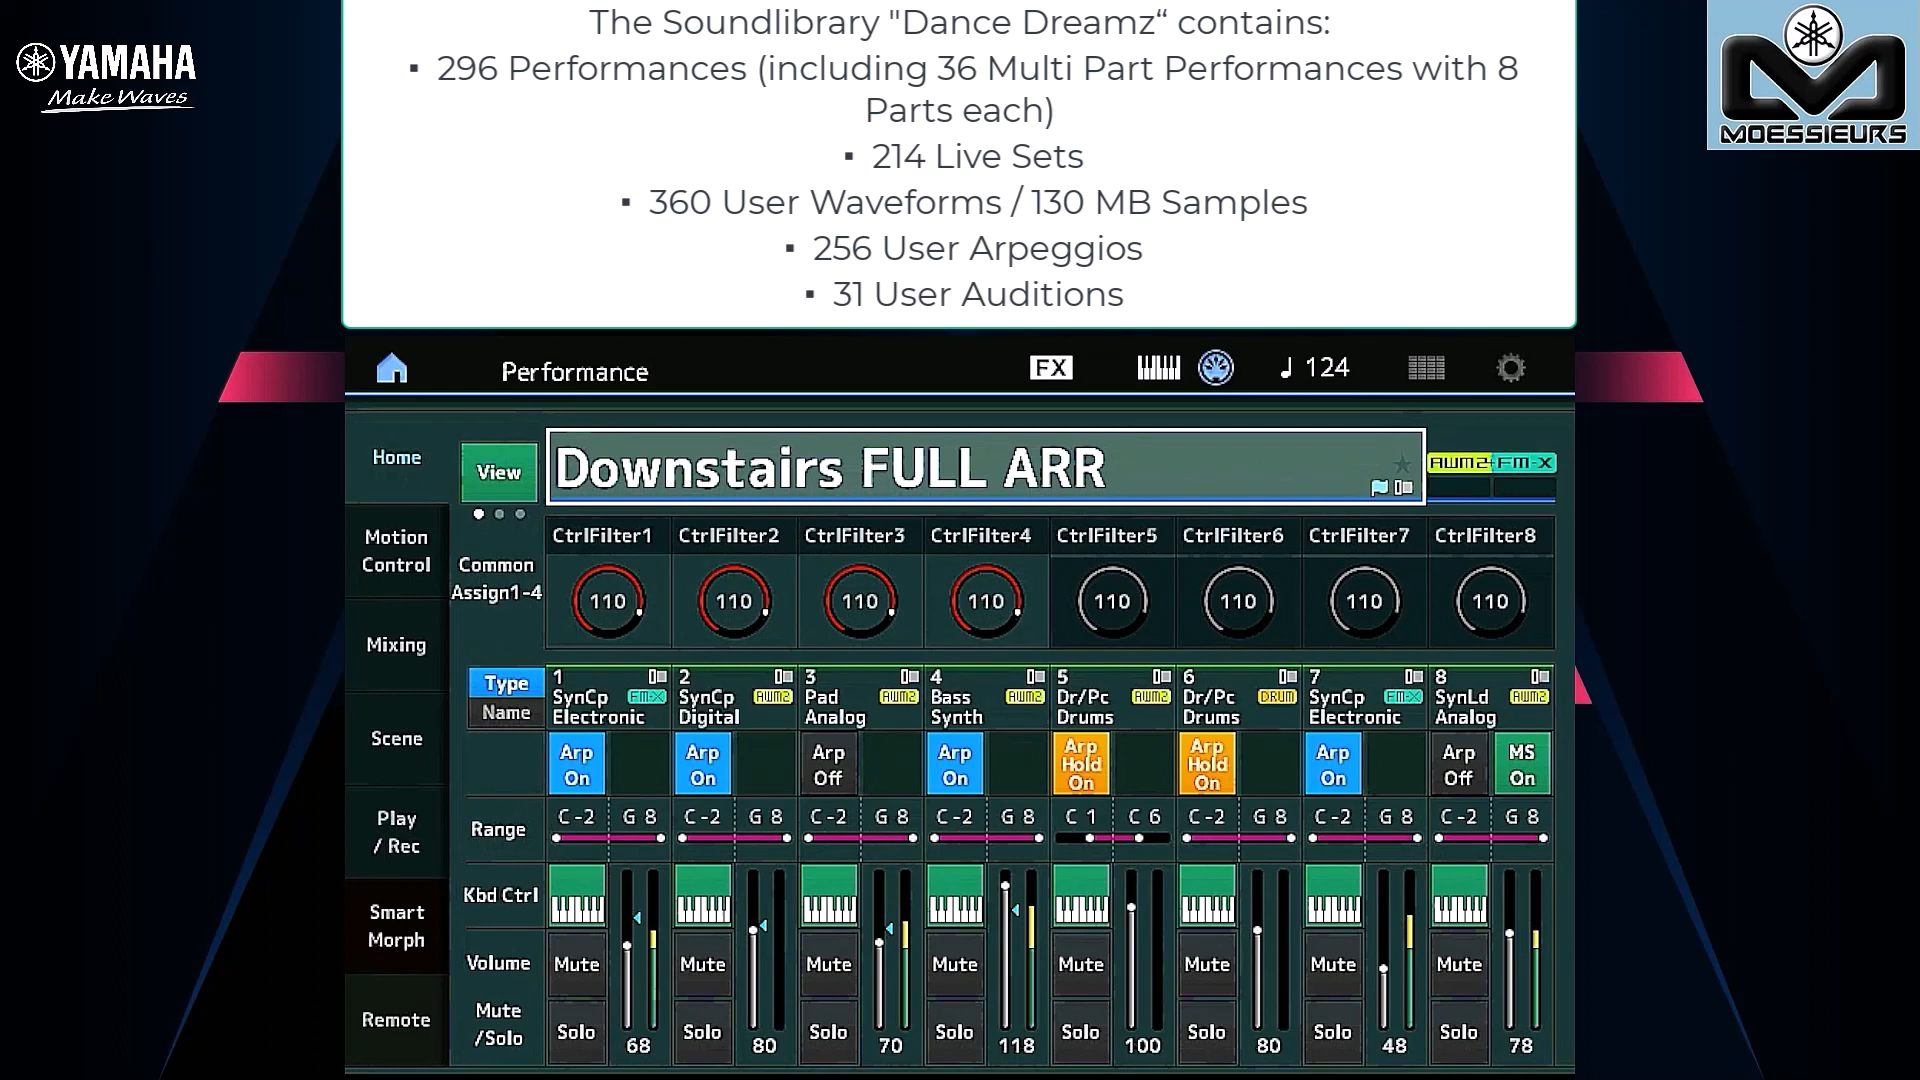 The Soundlibrary "Dance Dreamz“ contains:
▪ 296 Performances (including 36 Multi Part Performances with 8
Parts each)
▪ 214 Live Sets
▪ 360 User Waveforms / 130 MB Samples
▪ 256 User Arpeggios
▪ 31 User Auditions
YAMAHA
Make Waves
MOESSIEURS
Performance
FX
124
Home
Motion
Control
Mixing
Scene
Play
/ Rec
Smart
Morph
Remote
View
Downstairs FULL ARR
AWM2+FM-X
CtrlFilter1 CtrlFilter2 CtrlFilter3 CtrlFilter4 CtrlFilter5 CtrlFilter6 CtrlFilter7 CtrlFilter8
Common
Assign1-4
110 110 110 110 110 110 110 110
Type
Name
1 2 3 4 5 6 7 8
SynCp FM-X SynCp AWM2 Pad AWM2 Bass AWM2 Dr/Pc AWM2 Dr/Pc DRUM SynCp FM-X SynLd AWM2
Electronic Digital Analog Synth Drums Drums Electronic Analog
Arp On Arp On Arp Off Arp On Arp Hold On Arp Hold On Arp On Arp Off MS On
Range C -2 G 8 C -2 G 8 C -2 G 8 C -2 G 8 C 1 C 6 C -2 G 8 C -2 G 8 C -2 G 8
Kbd Ctrl
Volume Mute Mute Mute Mute Mute Mute Mute Mute
Mute
/Solo
Solo Solo Solo Solo Solo Solo Solo Solo
68 80 70 118 100 80 48 78